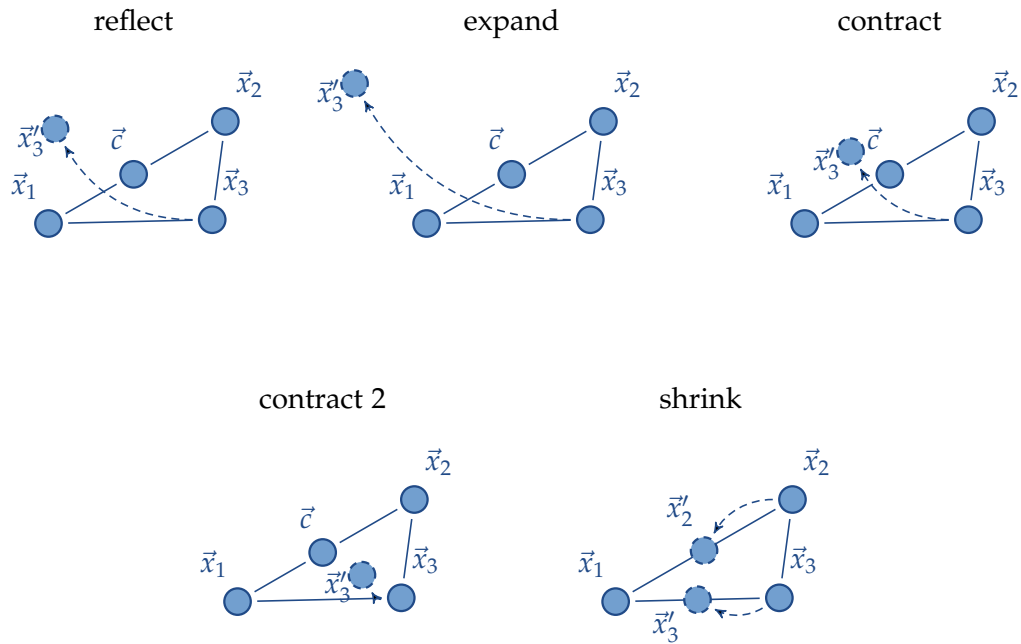 reflect
x⃗₂
x⃗₃′
c⃗
x⃗₁
x⃗₃
expand
x⃗₂
x⃗₃′
c⃗
x⃗₁
x⃗₃
contract
x⃗₂
x⃗₃′
c⃗
x⃗₁
x⃗₃
contract 2
x⃗₂
c⃗
x⃗₁
x⃗₃′
x⃗₃
shrink
x⃗₂
x⃗₂′
x⃗₁
x⃗₃
x⃗₃′